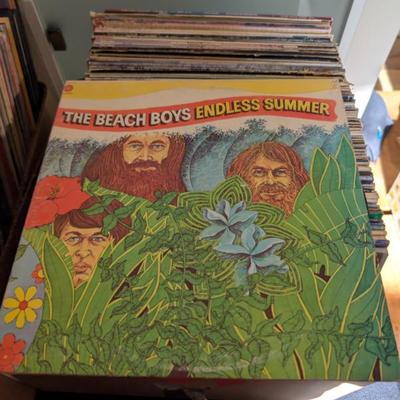 THE BEACH BOYS ENDLESS SUMMER